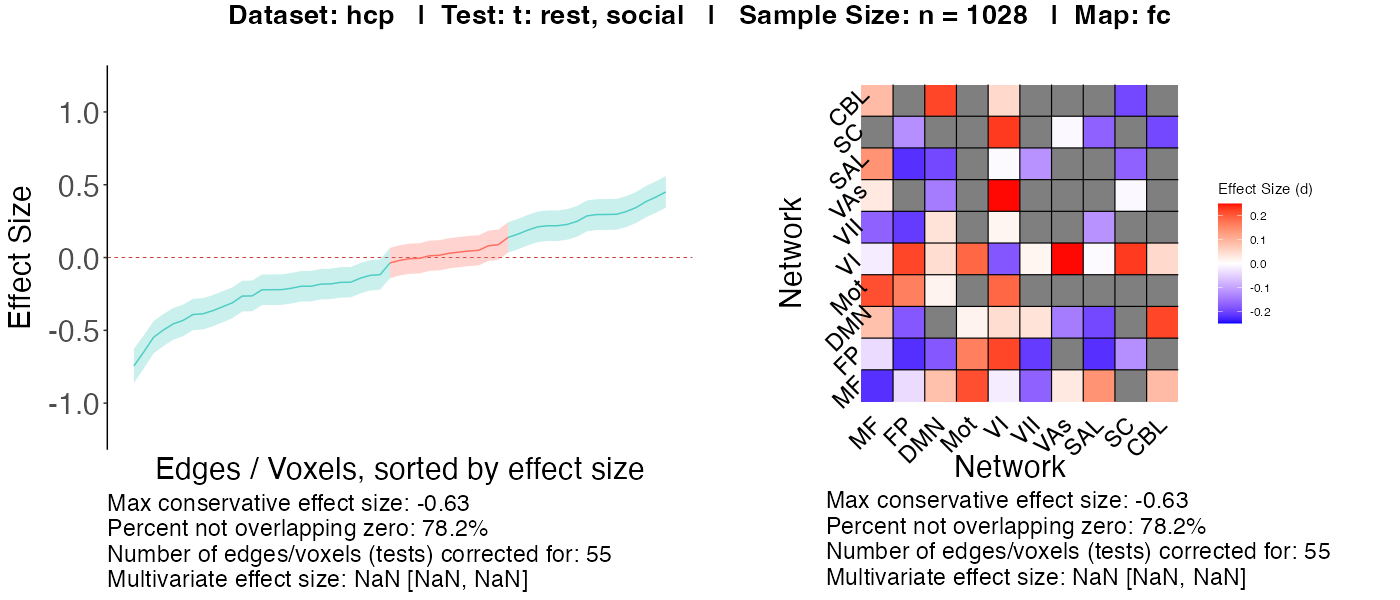 Dataset: hcp | Test: t: rest, social | Sample Size: n = 1028 | Map: fc
Effect Size
1.0
0.5
0.0
-0.5
-1.0
Edges / Voxels, sorted by effect size
Max conservative effect size: -0.63
Percent not overlapping zero: 78.2%
Number of edges/voxels (tests) corrected for: 55
Multivariate effect size: NaN [NaN, NaN]
Network
CBL
SC
SAL
VAs
VII
VI
Mot
DMN
FP
MF
MF
FP
DMN
Mot
VI
VII
VAs
SAL
SC
CBL
Network
Effect Size (d)
0.2
0.1
0.0
-0.1
-0.2
Max conservative effect size: -0.63
Percent not overlapping zero: 78.2%
Number of edges/voxels (tests) corrected for: 55
Multivariate effect size: NaN [NaN, NaN]